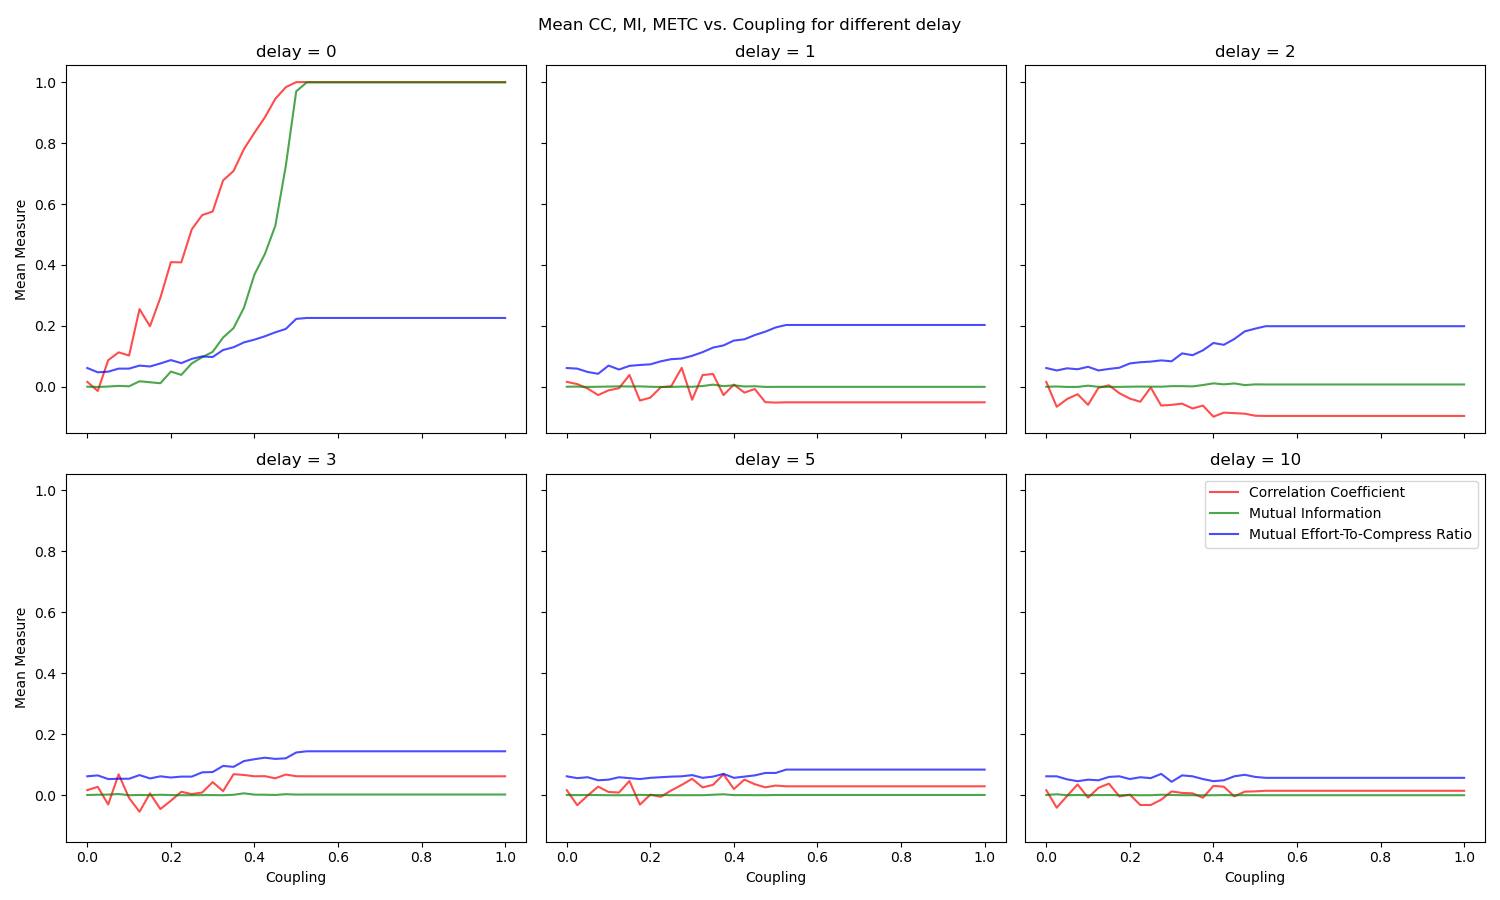 Mean CC, MI, METC vs. Coupling for different delay
delay = 0
delay = 1
delay = 2
1.0
0.8
0.6
0.4
0.2
0.0
Mean Measure
delay = 3
delay = 5
delay = 10
1.0
0.8
0.6
0.4
0.2
0.0
Mean Measure
Correlation Coefficient
Mutual Information
Mutual Effort-To-Compress Ratio
0.0 0.2 0.4 0.6 0.8 1.0
0.0 0.2 0.4 0.6 0.8 1.0
0.0 0.2 0.4 0.6 0.8 1.0
Coupling
Coupling
Coupling